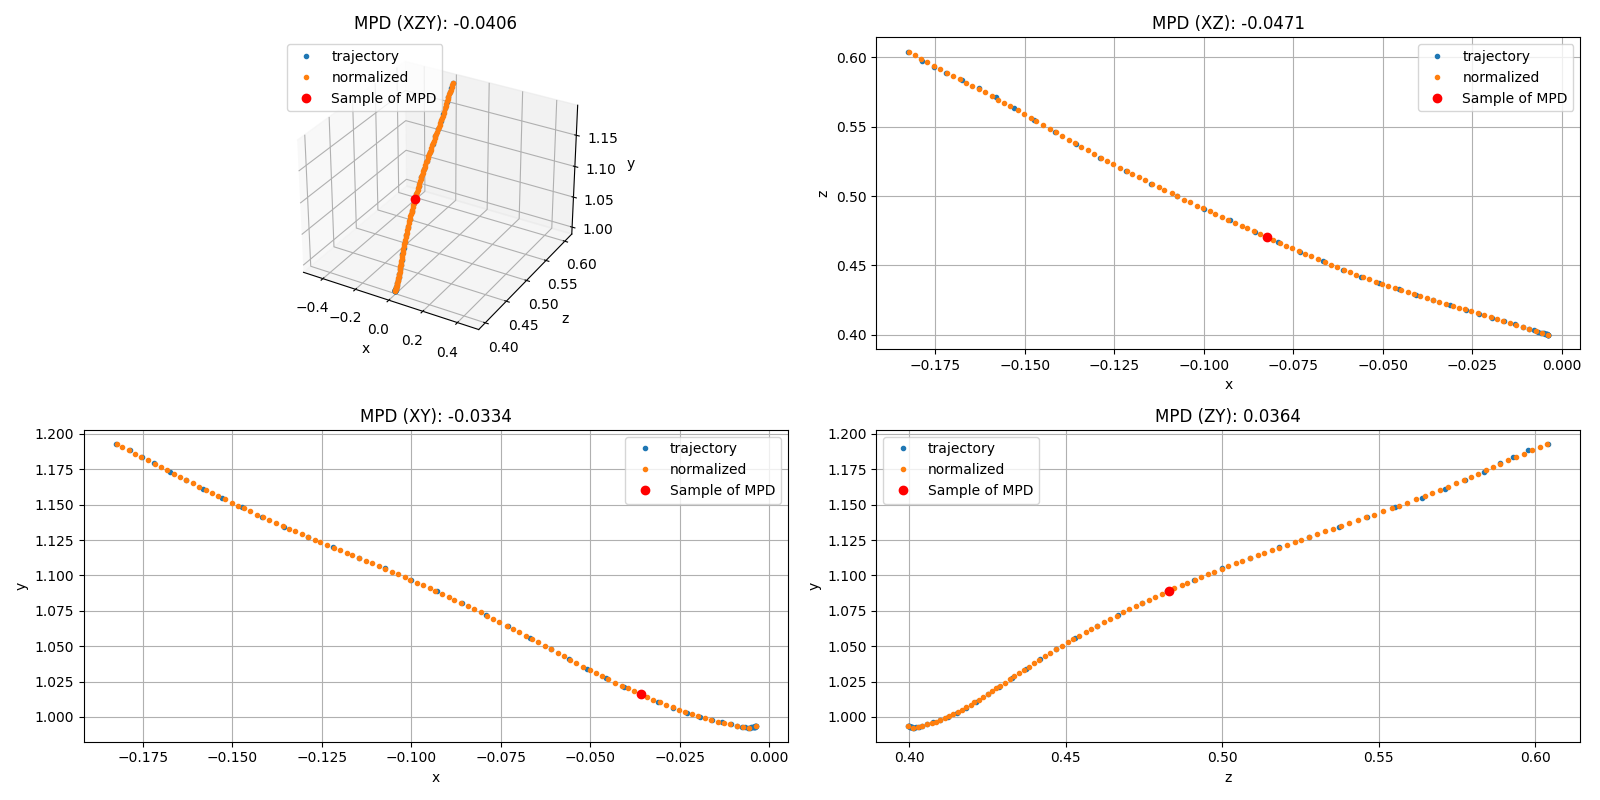 MPD (XZY): -0.0406
trajectory
normalized
Sample of MPD
1.15
y
1.10
1.05
1.00
0.60
0.55
0.50
z
0.45
0.40
−0.4
−0.2
0.0
0.2
0.4
x
MPD (XZ): -0.0471
trajectory
normalized
Sample of MPD
0.60
0.55
0.50
0.45
0.40
z
−0.175 −0.150 −0.125 −0.100 −0.075 −0.050 −0.025 0.000
x
MPD (XY): -0.0334
trajectory
normalized
Sample of MPD
1.200
1.175
1.150
1.125
1.100
1.075
1.050
1.025
1.000
y
−0.175 −0.150 −0.125 −0.100 −0.075 −0.050 −0.025 0.000
x
MPD (ZY): 0.0364
trajectory
normalized
Sample of MPD
1.200
1.175
1.150
1.125
1.100
1.075
1.050
1.025
1.000
y
0.40 0.45 0.50 0.55 0.60
z